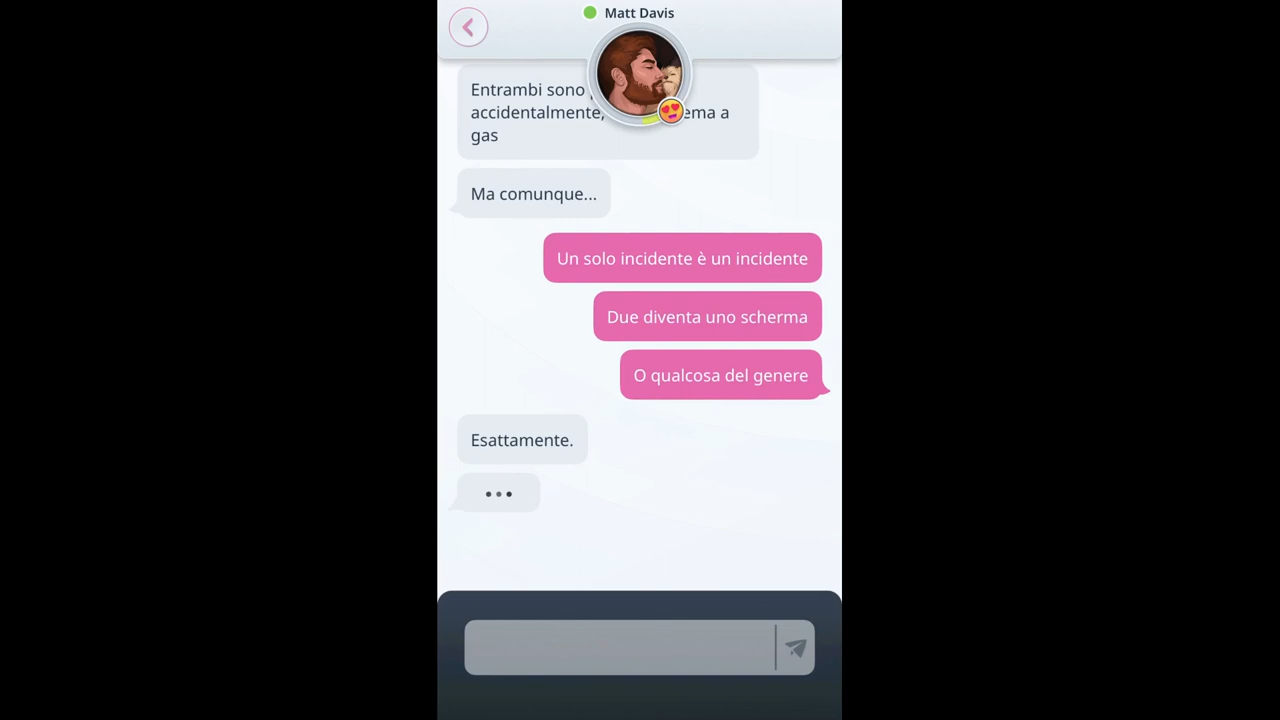 Matt Davis
Entrambi sono
accidentalmente, ema a
gas
Ma comunque...
Un solo incidente è un incidente
Due diventa uno scherma
O qualcosa del genere
Esattamente.